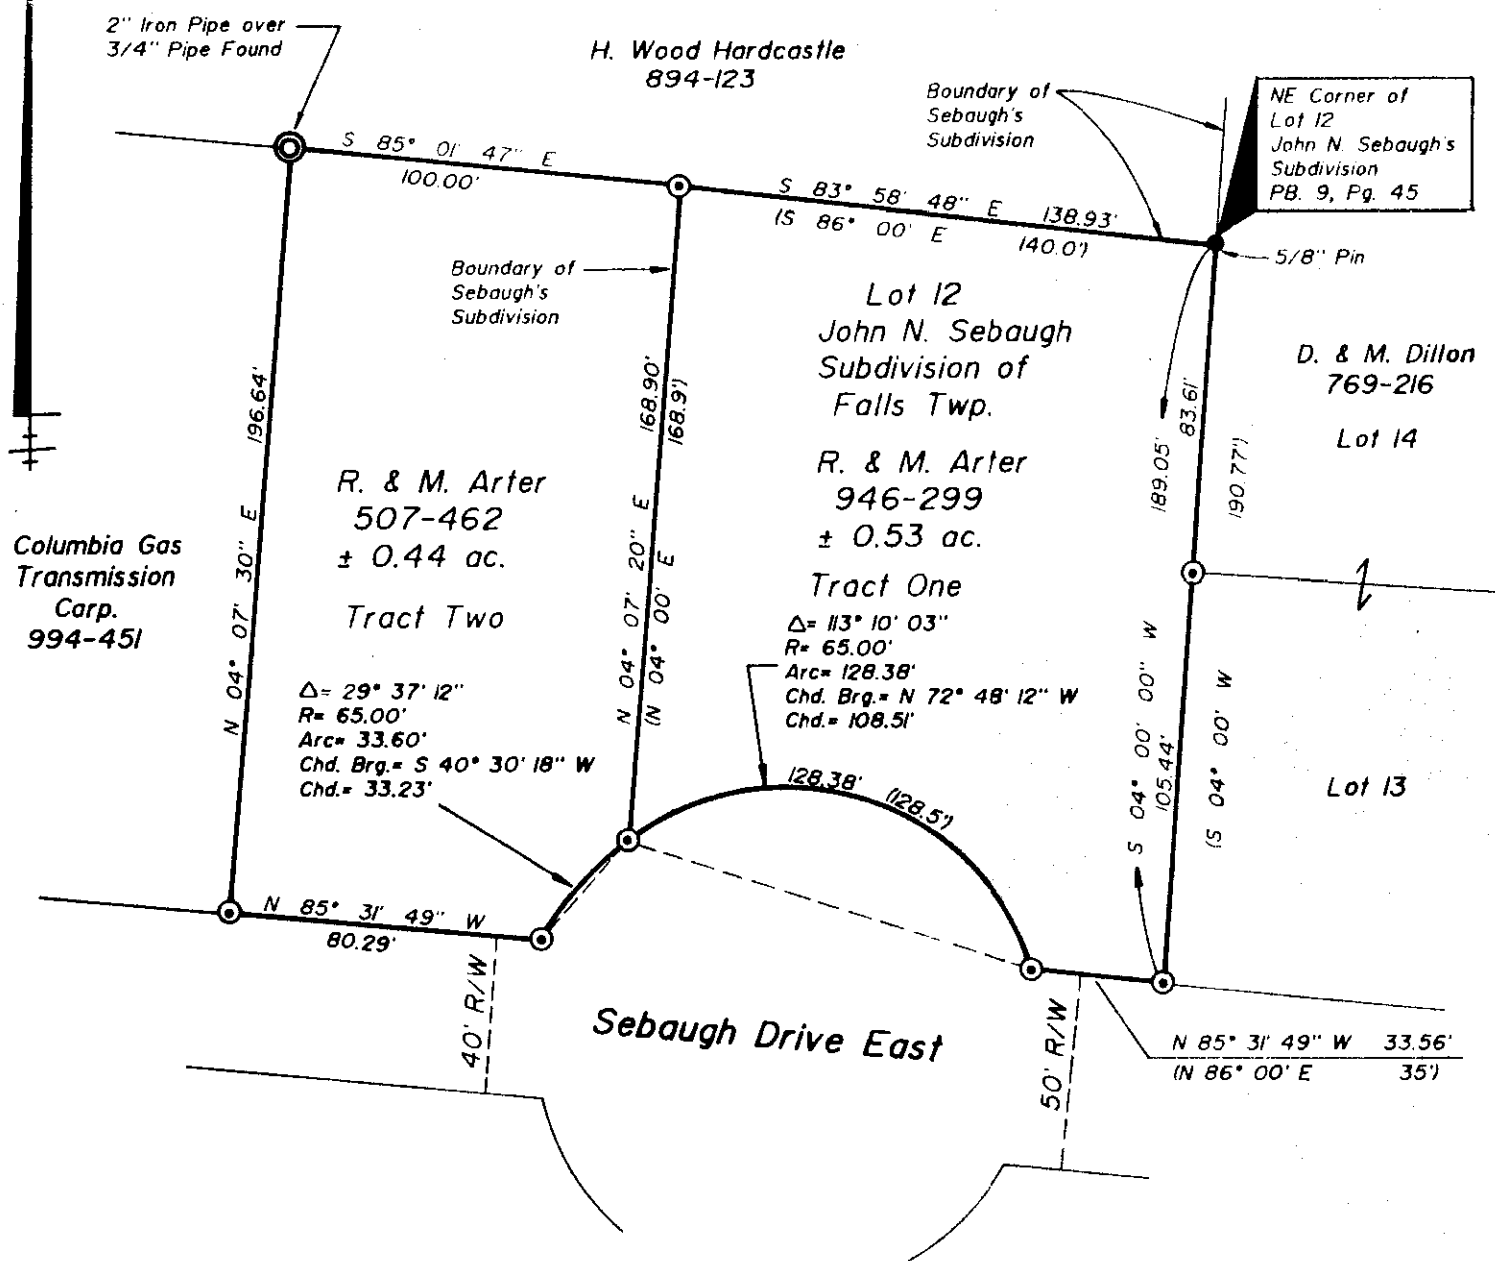 2" Iron Pipe over
3/4" Pipe Found
H. Wood Hardcastle
894-123
Boundary of
Sebaugh's
Subdivision
NE Corner of
Lot 12
John N. Sebaugh's
Subdivision
PB. 9, Pg. 45
S 85° 01' 47" E
100.00'
S 83° 58' 48" E 138.93'
(S 86° 00' E 140.0')
5/8" Pin
Boundary of
Sebaugh's
Subdivision
Lot 12
John N. Sebaugh
Subdivision of
Falls Twp.
R. & M. Arter
946-299
± 0.53 ac.
Tract One
D. & M. Dillon
769-216
Lot 14
N 04° 07' 30" E 196.64'
N 04° 07' 20" E 168.90'
(N 04° 00' E 168.9')
83.61'
189.05'
190.77')
R. & M. Arter
507-462
± 0.44 ac.
Tract Two
Columbia Gas
Transmission
Corp.
994-451
Δ= 29° 37' 12"
R= 65.00'
Arc= 33.60'
Chd. Brg.= S 40° 30' 18" W
Chd.= 33.23'
Δ= 113° 10' 03"
R= 65.00'
Arc= 128.38'
Chd. Brg.= N 72° 48' 12" W
Chd.= 108.51'
S 04° 00' 00" W
105.44'
(S 04° 00' W
Lot 13
128.38' (128.5')
N 85° 31' 49" W
80.29'
40' R/W
Sebaugh Drive East
50' R/W
N 85° 31' 49" W 33.56'
(N 86° 00' E 35')